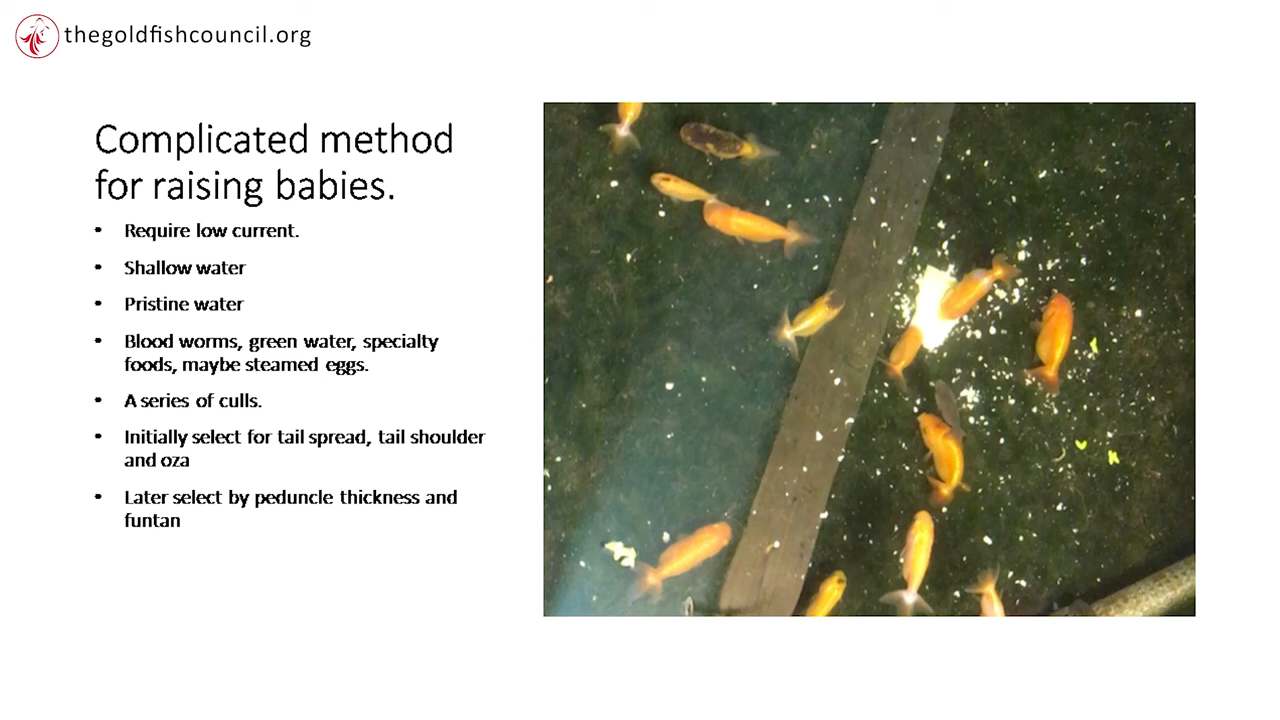 thegoldfishcouncil.org
Complicated method
for raising babies.
• Require low current.
• Shallow water
• Pristine water
• Blood worms, green water, specialty
foods, maybe steamed eggs.
• A series of culls.
• Initially select for tail spread, tail shoulder
and oza
• Later select by peduncle thickness and
funtan